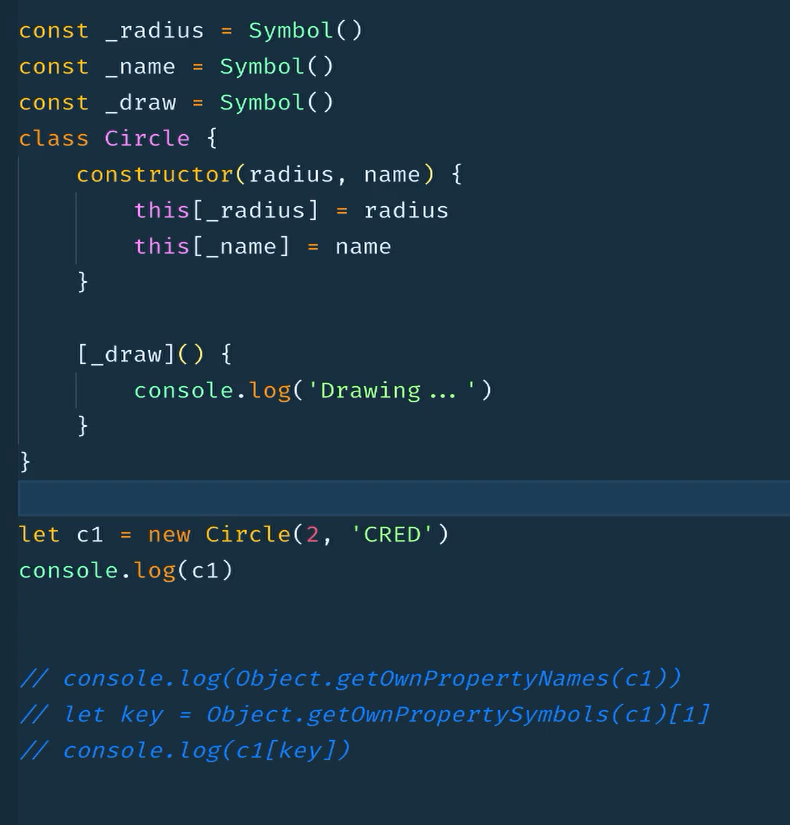 const _radius = Symbol()
const _name = Symbol()
const _draw = Symbol()
class Circle {
    constructor(radius, name) {
        this[_radius] = radius
        this[_name] = name
    }

    [_draw]() {
        console.log('Drawing...')
    }
}

let c1 = new Circle(2, 'CRED')
console.log(c1)


// console.log(Object.getOwnPropertyNames(c1))
// let key = Object.getOwnPropertySymbols(c1)[1]
// console.log(c1[key])